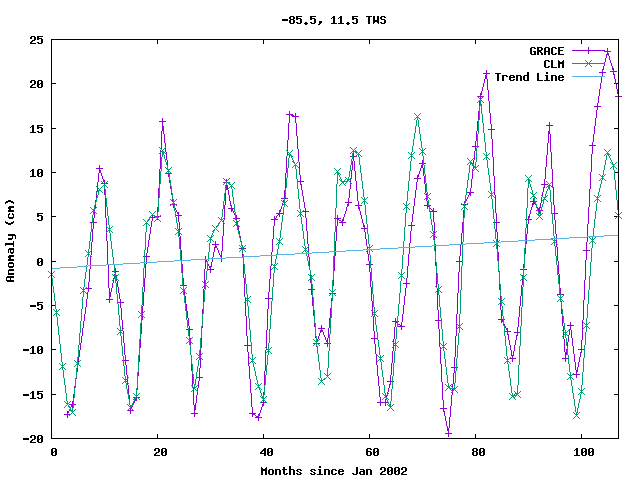 -85.5, 11.5 TWS
GRACE
CLM
Trend Line
25
20
15
10
5
0
-5
-10
-15
-20
Anomaly (cm)
0 20 40 60 80 100
Months since Jan 2002